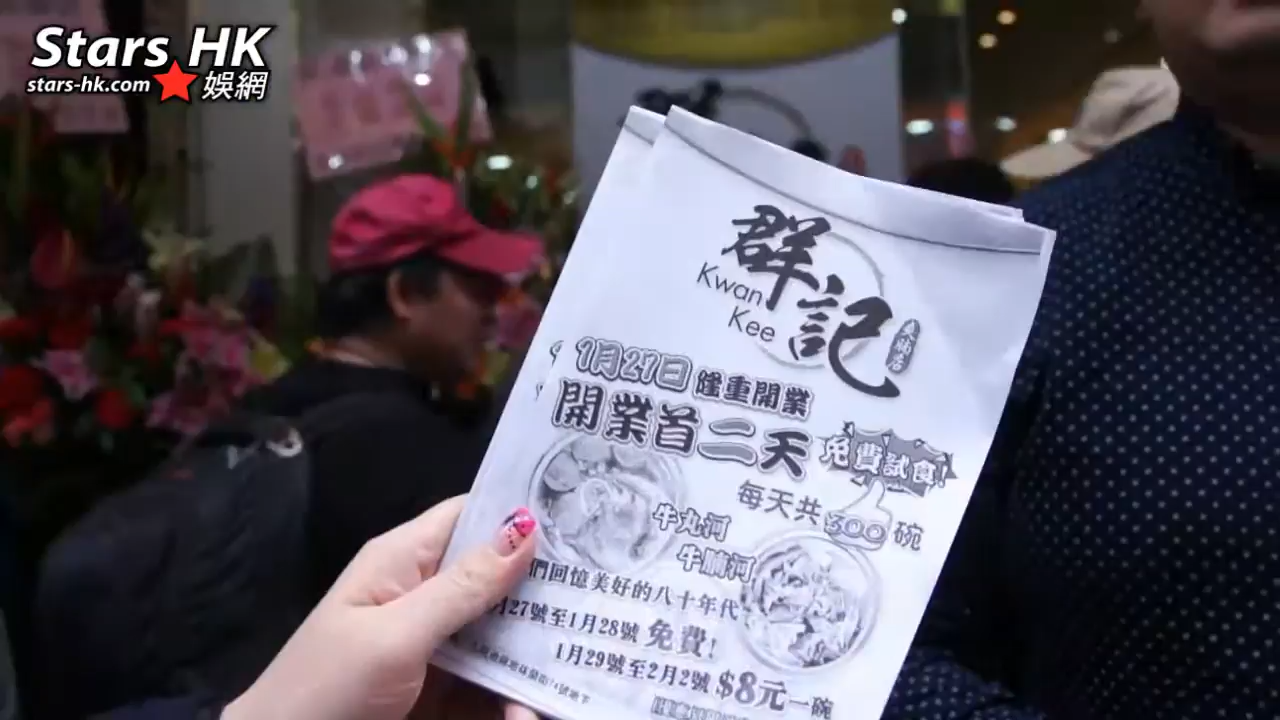 Stars HK
stars-hk.com 娛網
群記
Kwan
Kee
1月27日 隆重開業
開業首二天 免費試食!
每天共300碗
牛丸河
牛腩河
們回憶美好的八十年代
月27號至1月28號 免費!
1月29號至2月2號 $8元一碗